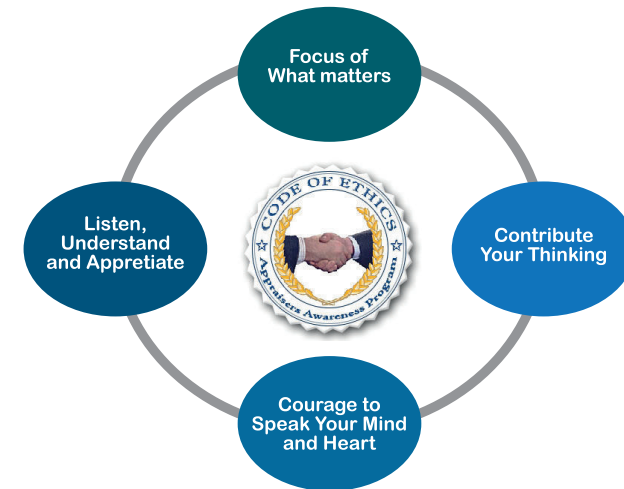 Focus of
What matters
Listen,
Understand
and Appretiate
CODE OF ETHICS
Appraisers Awareness Program
Contribute
Your Thinking
Courage to
Speak Your Mind
and Heart